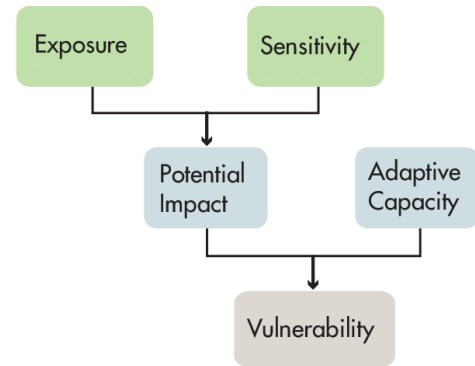 Exposure
Sensitivity
Potential
Impact
Adaptive
Capacity
Vulnerability